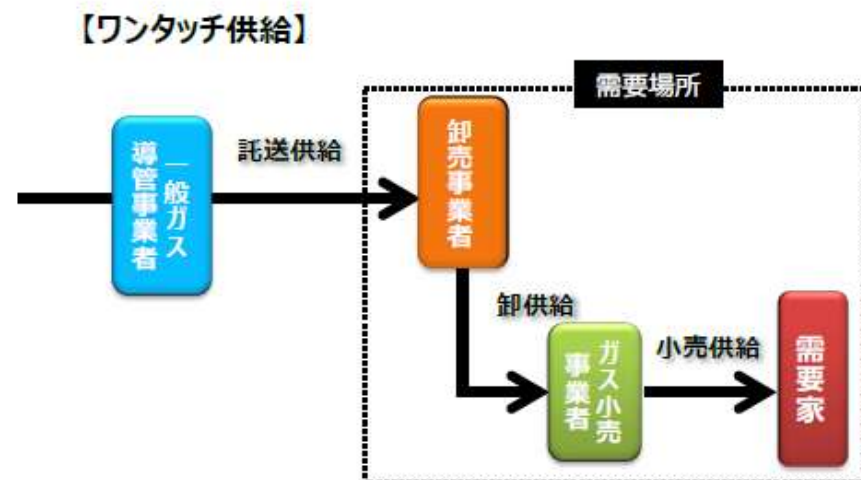 【ワンタッチ供給】
需要場所
一般ガス
導管事業者
託送供給
卸売事業者
卸供給
ガス小売
事業者
小売供給
需要家